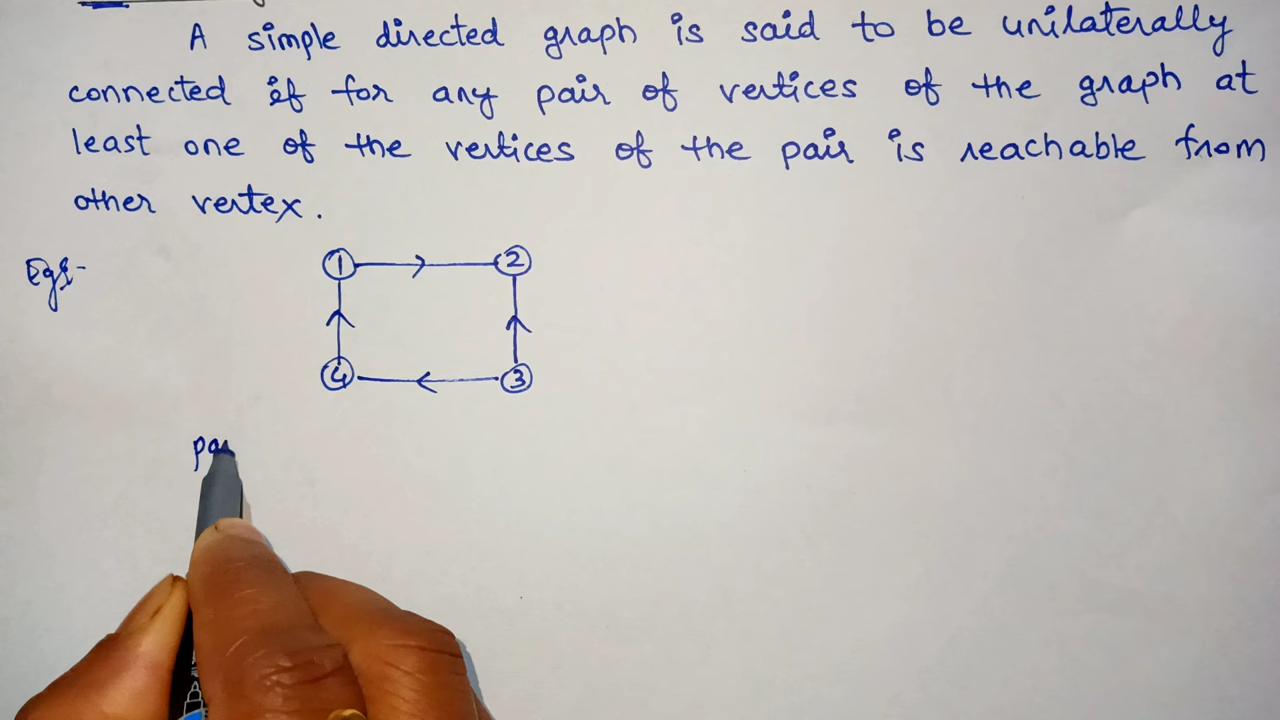 A simple directed graph is said to be unilaterally
connected if for any pair of vertices of the graph at
least one of the vertices of the pair is reachable from
other vertex.
Eg:-
1 2
4 3